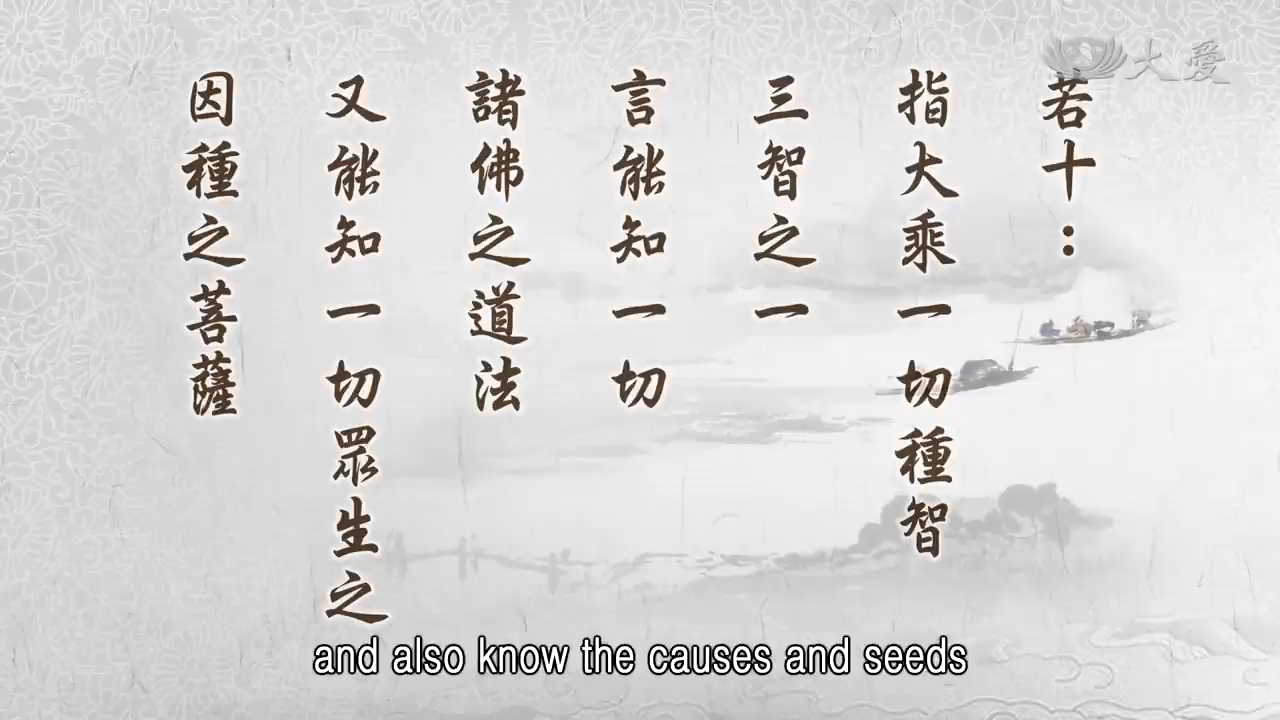 大愛
若十：
指大乘一切種智
三智之一
言能知一切
諸佛之道法
又能知一切眾生之
因種之菩薩
and also know the causes and seeds